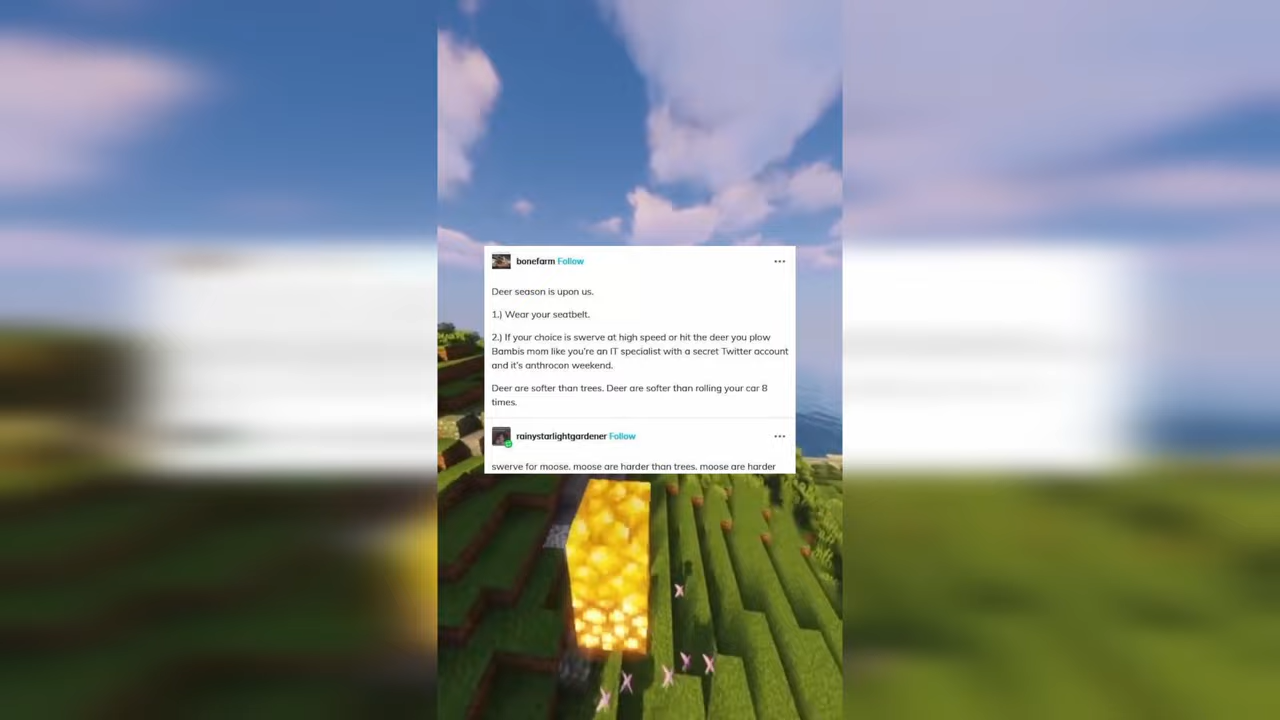 bonefarm Follow
Deer season is upon us.
1.) Wear your seatbelt.
2.) If your choice is swerve at high speed or hit the deer you plow
Bambis mom like you're an IT specialist with a secret Twitter account
and it's anthrocon weekend.
Deer are softer than trees. Deer are softer than rolling your car 8
times.
rainystarlightgardener Follow
swerve for moose. moose are harder than trees. moose are harder